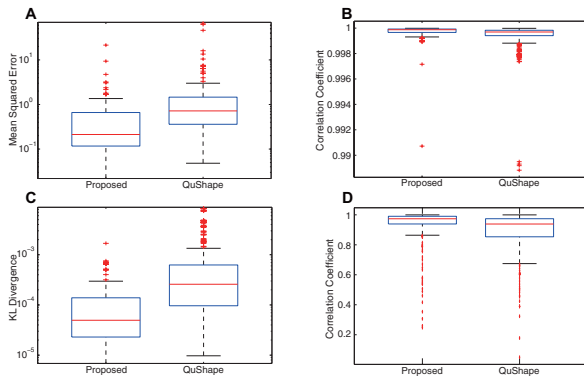 A
Mean Squared Error
10^1
10^0
10^-1
Proposed QuShape
B
Correlation Coefficient
1
0.998
0.996
0.994
0.992
0.99
Proposed QuShape
C
KL Divergence
10^-3
10^-4
10^-5
Proposed QuShape
D
Correlation Coefficient
1
0.8
0.6
0.4
0.2
Proposed QuShape